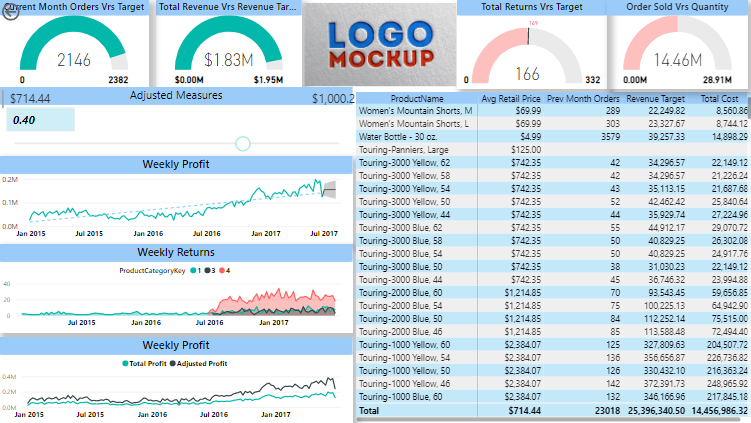 Current Month Orders Vrs Target
2146
0
2382
Total Revenue Vrs Revenue Tar...
$1.83M
$0.00M
$1.95M
LOGO
MOCKUP
Total Returns Vrs Target
169
166
0
332
Order Sold Vrs Quantity
14.46M
0.00M
28.91M
$714.44
Adjusted Measures
$1,000.2
0.40
Weekly Profit
0.2M
0.1M
0.0M
Jan 2015 Jul 2015 Jan 2016 Jul 2016 Jan 2017 Jul 2017
Weekly Returns
ProductCategoryKey 1 3 4
40
20
0
Jul 2015 Jan 2016 Jul 2016 Jan 2017
Weekly Profit
Total Profit Adjusted Profit
0.4M
0.2M
0.0M
Jan 2015 Jul 2015 Jan 2016 Jul 2016 Jan 2017
ProductName Avg Retail Price Prev Month Orders Revenue Target Total Cost
Women's Mountain Shorts, M $69.99 289 22,249.82 8,560.86
Women's Mountain Shorts, L $69.99 303 23,327.67 8,744.12
Water Bottle - 30 oz. $4.99 3579 39,257.33 14,898.29
Touring-Panniers, Large $125.00
Touring-3000 Yellow, 62 $742.35 42 34,296.57 22,149.12
Touring-3000 Yellow, 58 $742.35 42 34,296.57 21,226.24
Touring-3000 Yellow, 54 $742.35 43 35,113.15 21,687.68
Touring-3000 Yellow, 50 $742.35 52 42,462.42 25,840.64
Touring-3000 Yellow, 44 $742.35 44 35,929.74 27,224.96
Touring-3000 Blue, 62 $742.35 55 44,912.17 29,070.72
Touring-3000 Blue, 58 $742.35 50 40,829.25 26,302.08
Touring-3000 Blue, 54 $742.35 50 40,829.25 24,917.76
Touring-3000 Blue, 50 $742.35 38 31,030.23 22,149.12
Touring-3000 Blue, 44 $742.35 45 36,746.32 23,994.88
Touring-2000 Blue, 60 $1,214.85 70 93,543.45 59,656.85
Touring-2000 Blue, 54 $1,214.85 75 100,225.13 64,942.90
Touring-2000 Blue, 50 $1,214.85 84 112,252.14 75,515.00
Touring-2000 Blue, 46 $1,214.85 85 113,588.48 72,494.40
Touring-1000 Yellow, 60 $2,384.07 125 327,809.63 204,507.72
Touring-1000 Yellow, 54 $2,384.07 136 356,656.87 226,736.82
Touring-1000 Yellow, 50 $2,384.07 126 330,432.10 216,363.24
Touring-1000 Yellow, 46 $2,384.07 142 372,391.73 248,965.92
Touring-1000 Blue, 60 $2,384.07 132 346,166.96 217,845.18
Total $714.44 23018 25,396,340.50 14,456,986.32